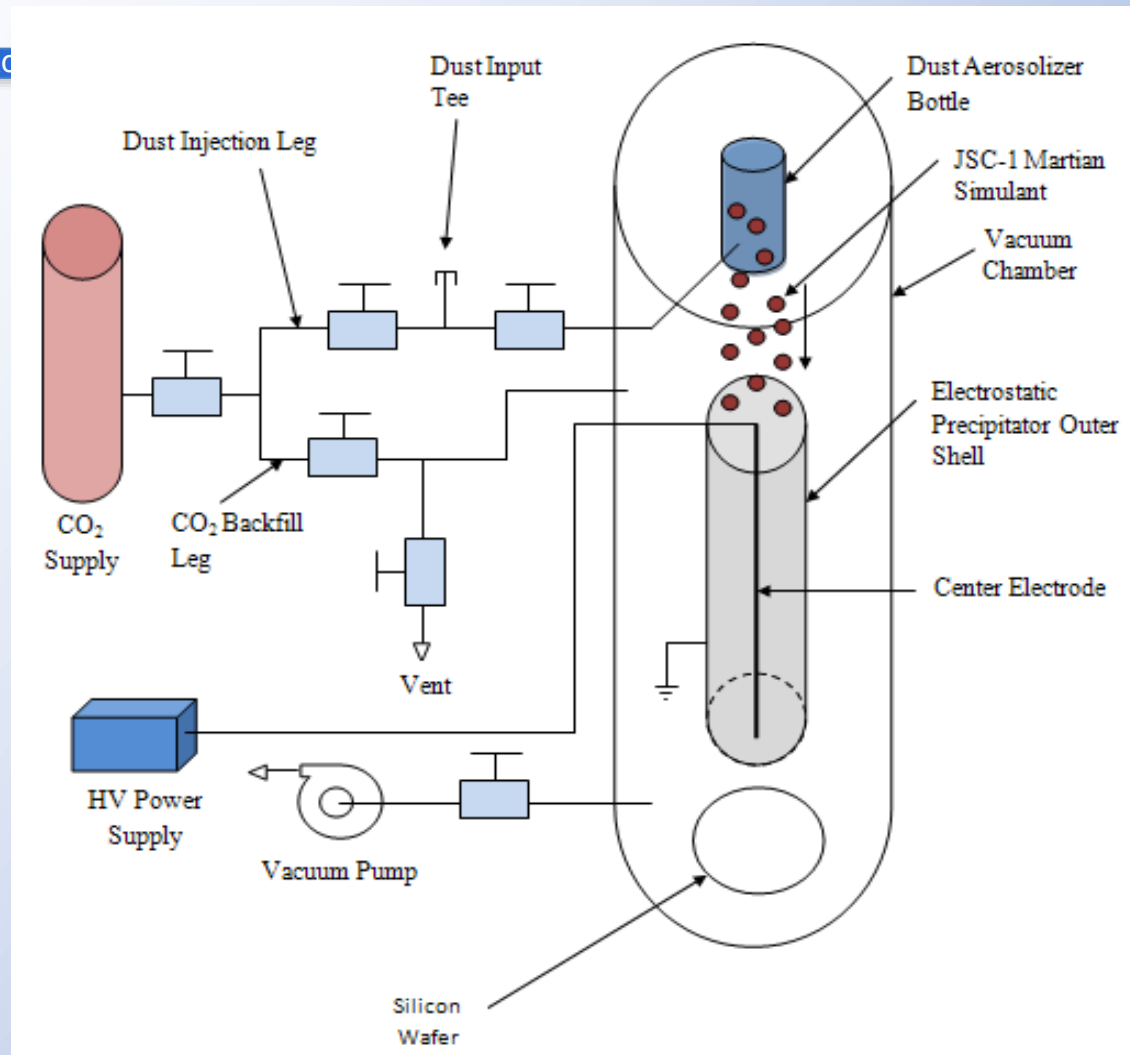 Dust Input
Tee
Dust Aerosolizer
Bottle
Dust Injection Leg
JSC-1 Martian
Simulant
Vacuum
Chamber
Electrostatic
Precipitator Outer
Shell
CO₂
Supply
CO₂ Backfill
Leg
Center Electrode
Vent
HV Power
Supply
Vacuum Pump
Silicon
Wafer